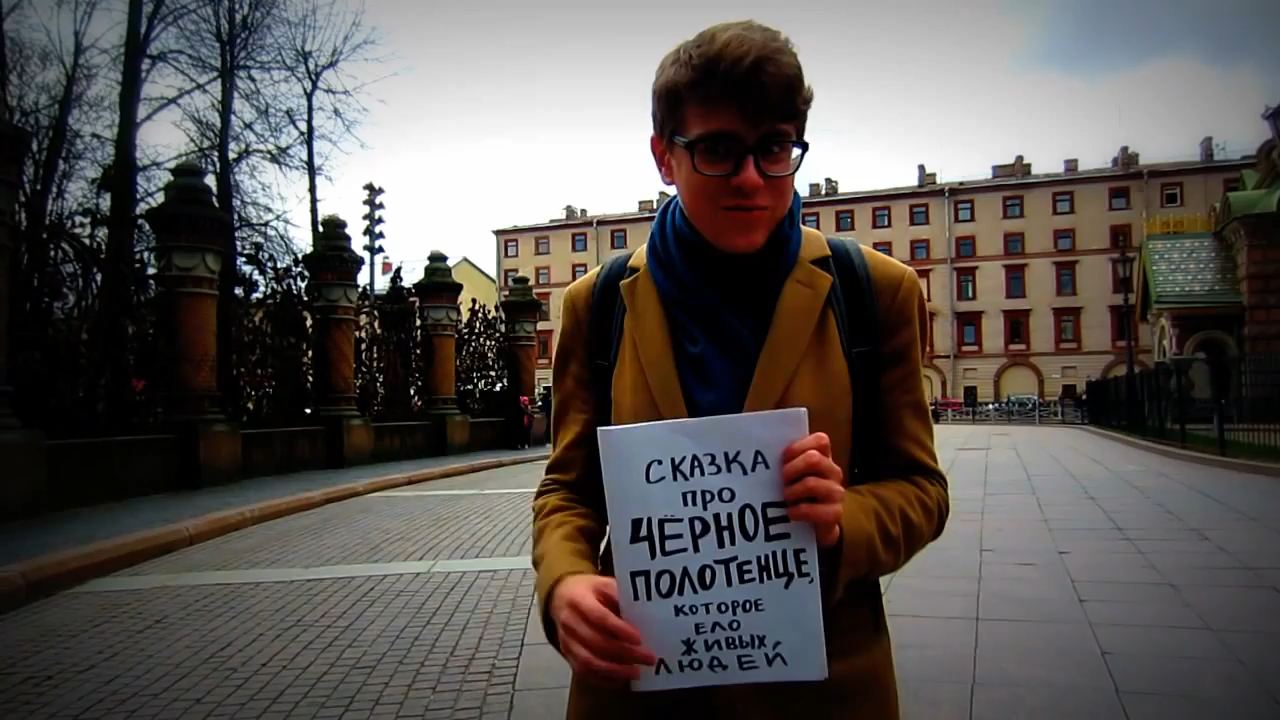 СКАЗКА
про
ЧЁРНОЕ
ПОЛОТЕНЦЕ,
КОТОРОЕ
ЕЛО
ЖИВЫХ
ЛЮДЕЙ